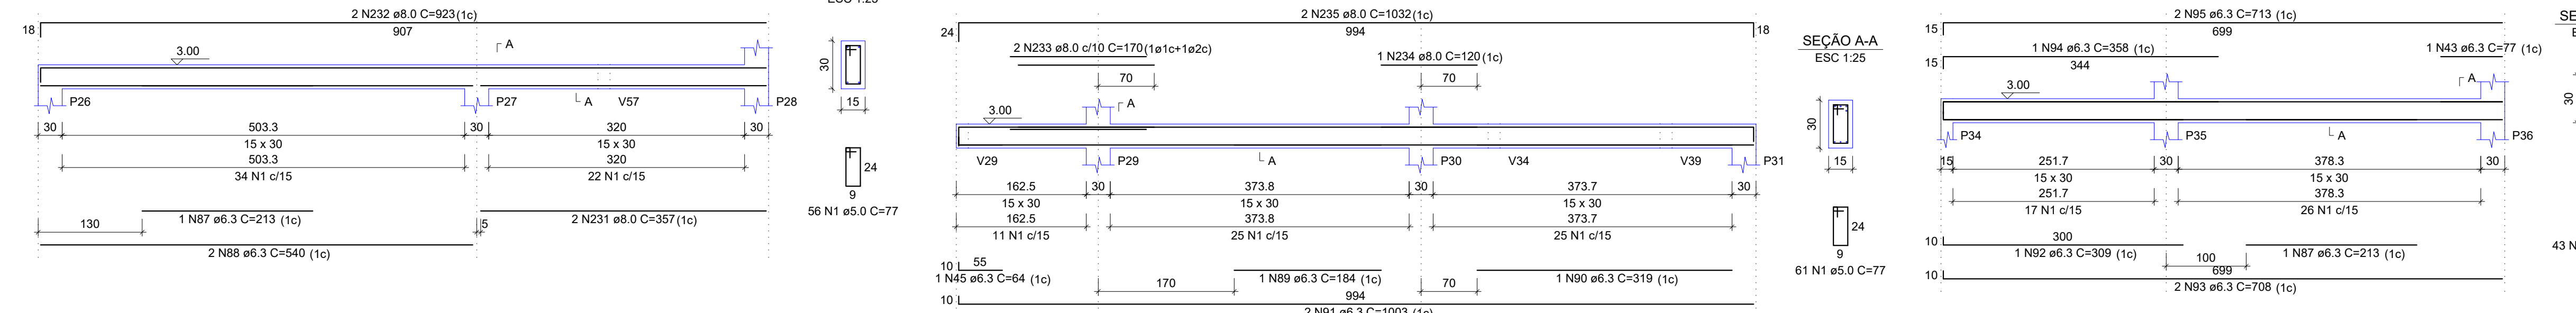 ESC 1:25
2 N232 ø8.0 C=923(1c)
18
907
A
3.00
P26
P27
A
V57
P28
30
503.3
30
320
30
15 x 30
15 x 30
503.3
320
34 N1 c/15
22 N1 c/15
1 N87 ø6.3 C=213 (1c)
2 N231 ø8.0 C=357(1c)
130
5
2 N88 ø6.3 C=540 (1c)
30
15
24
9
56 N1 ø5.0 C=77
2 N235 ø8.0 C=1032(1c)
24
994
18
2 N233 ø8.0 c/10 C=170(1ø1c+1ø2c)
1 N234 ø8.0 C=120(1c)
70
70
3.00
A
V29
P29
A
P30
V34
V39
P31
162.5
30
373.8
30
373.7
30
15 x 30
15 x 30
15 x 30
162.5
373.8
373.7
11 N1 c/15
25 N1 c/15
25 N1 c/15
10
55
1 N45 ø6.3 C=64 (1c)
1 N89 ø6.3 C=184 (1c)
1 N90 ø6.3 C=319 (1c)
170
70
10
994
2 N91 ø6.3 C=1003 (1c)
SEÇÃO A-A
ESC 1:25
30
15
24
9
61 N1 ø5.0 C=77
2 N95 ø6.3 C=713 (1c)
15
699
1 N94 ø6.3 C=358 (1c)
1 N43 ø6.3 C=77 (1c)
15
344
A
3.00
P34
P35
A
P36
15
251.7
30
378.3
30
15 x 30
15 x 30
251.7
378.3
17 N1 c/15
26 N1 c/15
10
300
1 N92 ø6.3 C=309 (1c)
1 N87 ø6.3 C=213 (1c)
100
10
699
2 N93 ø6.3 C=708 (1c)
SE
E
30
43 N